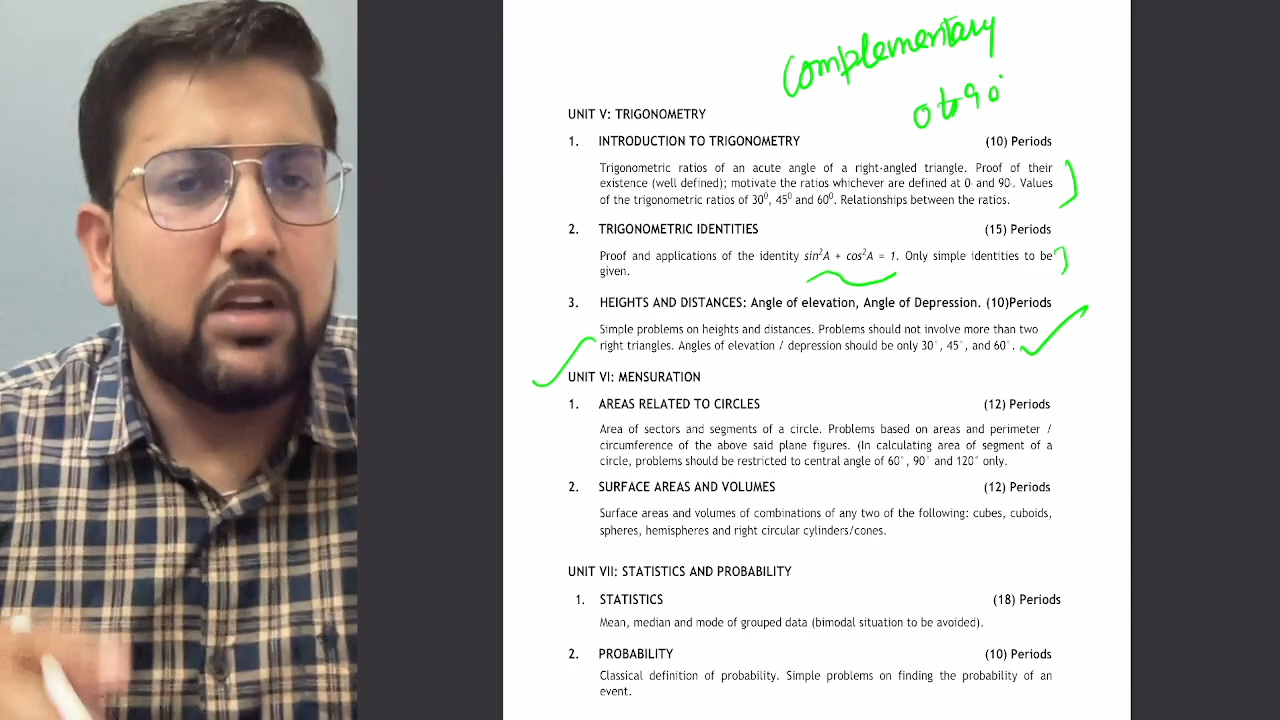 Complementary
0 to 90°
UNIT V: TRIGONOMETRY
1. INTRODUCTION TO TRIGONOMETRY (10) Periods
Trigonometric ratios of an acute angle of a right-angled triangle. Proof of their
existence (well defined); motivate the ratios whichever are defined at 0◦ and 90◦. Values
of the trigonometric ratios of 30⁰, 45⁰ and 60⁰. Relationships between the ratios.
2. TRIGONOMETRIC IDENTITIES (15) Periods
Proof and applications of the identity sin²A + cos²A = 1. Only simple identities to be
given.
3. HEIGHTS AND DISTANCES: Angle of elevation, Angle of Depression. (10)Periods
Simple problems on heights and distances. Problems should not involve more than two
right triangles. Angles of elevation / depression should be only 30°, 45°, and 60°.
UNIT VI: MENSURATION
1. AREAS RELATED TO CIRCLES (12) Periods
Area of sectors and segments of a circle. Problems based on areas and perimeter /
circumference of the above said plane figures. (In calculating area of segment of a
circle, problems should be restricted to central angle of 60°, 90° and 120° only.
2. SURFACE AREAS AND VOLUMES (12) Periods
Surface areas and volumes of combinations of any two of the following: cubes, cuboids,
spheres, hemispheres and right circular cylinders/cones.
UNIT VII: STATISTICS AND PROBABILITY
1. STATISTICS (18) Periods
Mean, median and mode of grouped data (bimodal situation to be avoided).
2. PROBABILITY (10) Periods
Classical definition of probability. Simple problems on finding the probability of an
event.